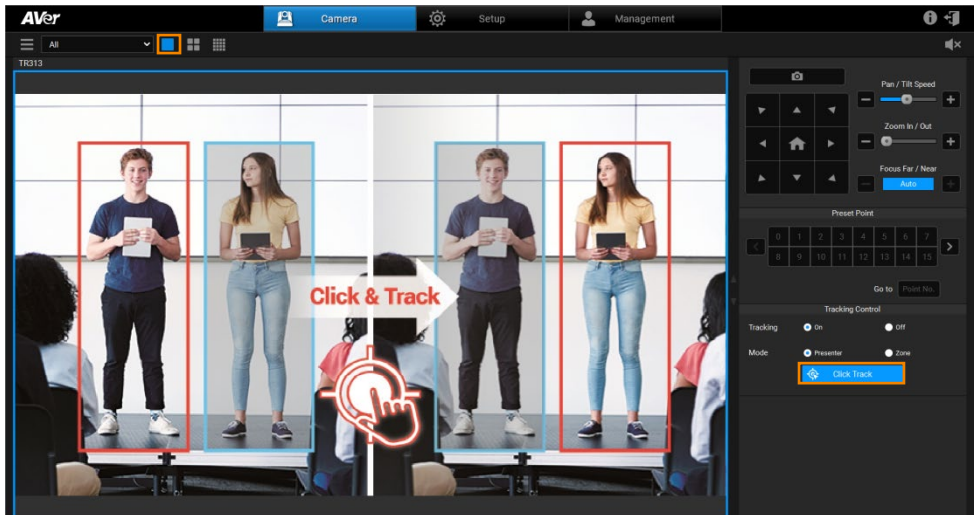 AVer
Camera
Setup
Management
All
TR313
Click & Track
Pan / Tilt Speed
Zoom In / Out
Focus Far / Near
Auto
Preset Point
0 1 2 3 4 5 6 7
8 9 10 11 12 13 14 15
Go to Point No.
Tracking Control
Tracking On Off
Mode Presenter Zone
Click Track